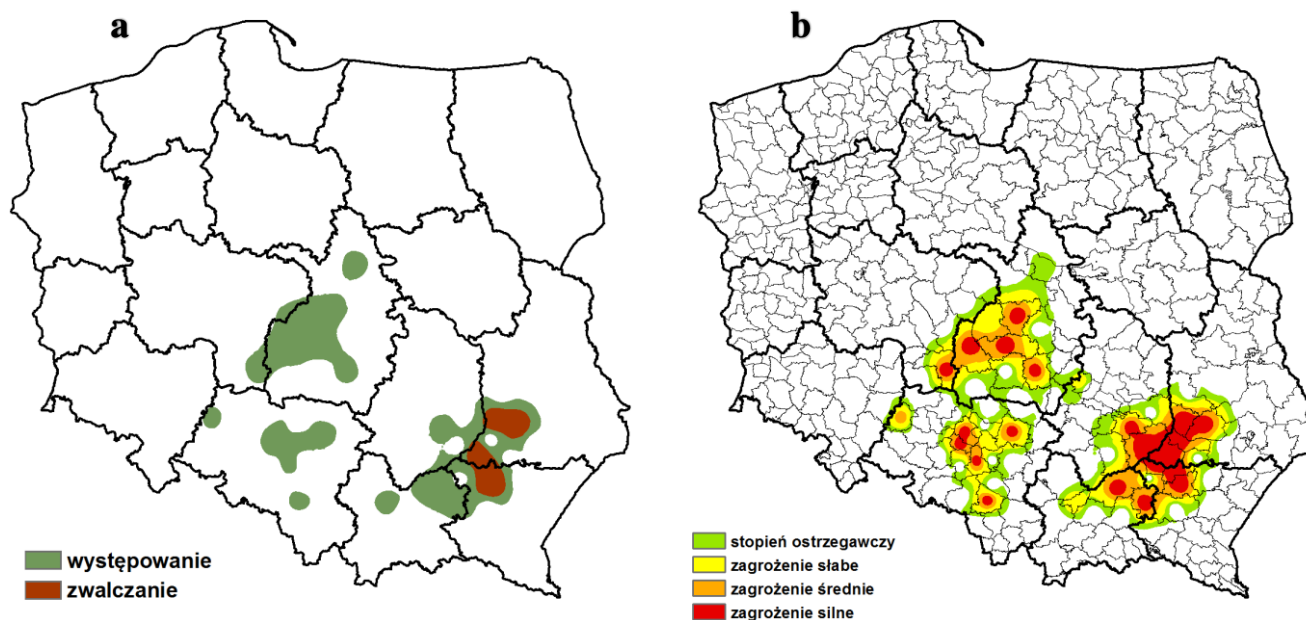 a
występowanie
zwalczanie
b
stopień ostrzegawczy
zagrożenie słabe
zagrożenie średnie
zagrożenie silne